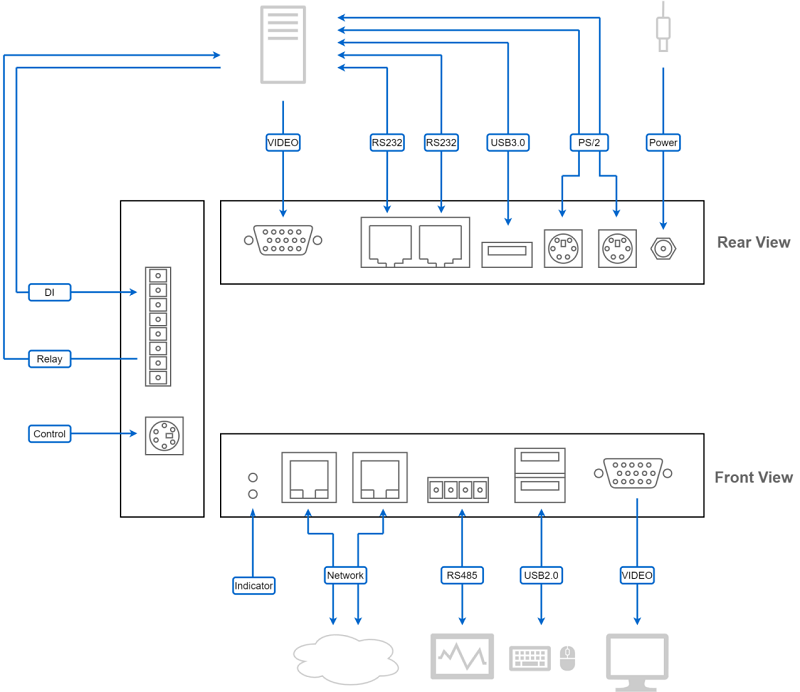 VIDEO
RS232
RS232
USB3.0
PS/2
Power
Rear View
DI
Relay
Control
Front View
Indicator
Network
RS485
USB2.0
VIDEO